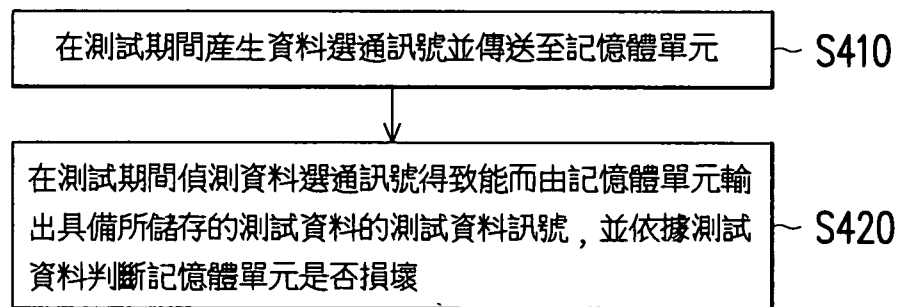 在測試期間產生資料選通訊號並傳送至記憶體單元
S410
在測試期間偵測資料選通訊號得致能而由記憶體單元輸
出具備所儲存的測試資料的測試資料訊號，並依據測試
資料判斷記憶體單元是否損壞
S420